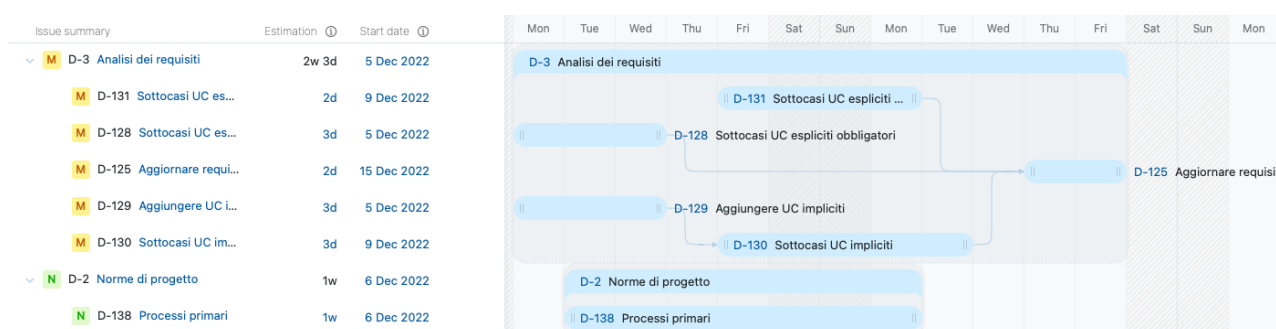 Issue summary Estimation Start date Mon Tue Wed Thu Fri Sat Sun Mon Tue Wed Thu Fri Sat Sun Mon
M D-3 Analisi dei requisiti 2w 3d 5 Dec 2022 D-3 Analisi dei requisiti
M D-131 Sottocasi UC es... 2d 9 Dec 2022 D-131 Sottocasi UC espliciti ...
M D-128 Sottocasi UC es... 3d 5 Dec 2022 D-128 Sottocasi UC espliciti obbligatori
M D-125 Aggiornare requi... 2d 15 Dec 2022 D-125 Aggiornare requisi
M D-129 Aggiungere UC i... 3d 5 Dec 2022 D-129 Aggiungere UC impliciti
M D-130 Sottocasi UC im... 3d 9 Dec 2022 D-130 Sottocasi UC impliciti
N D-2 Norme di progetto 1w 6 Dec 2022 D-2 Norme di progetto
N D-138 Processi primari 1w 6 Dec 2022 D-138 Processi primari